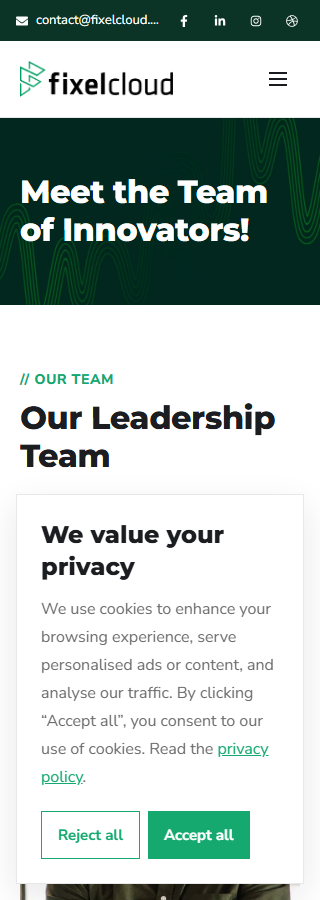 contact@fixelcloud....
fixelcloud
Meet the Team
of Innovators!
// OUR TEAM
Our Leadership
Team
We value your
privacy
We use cookies to enhance your
browsing experience, serve
personalised ads or content, and
analyse our traffic. By clicking
“Accept all”, you consent to our
use of cookies. Read the privacy
policy.
Reject all
Accept all